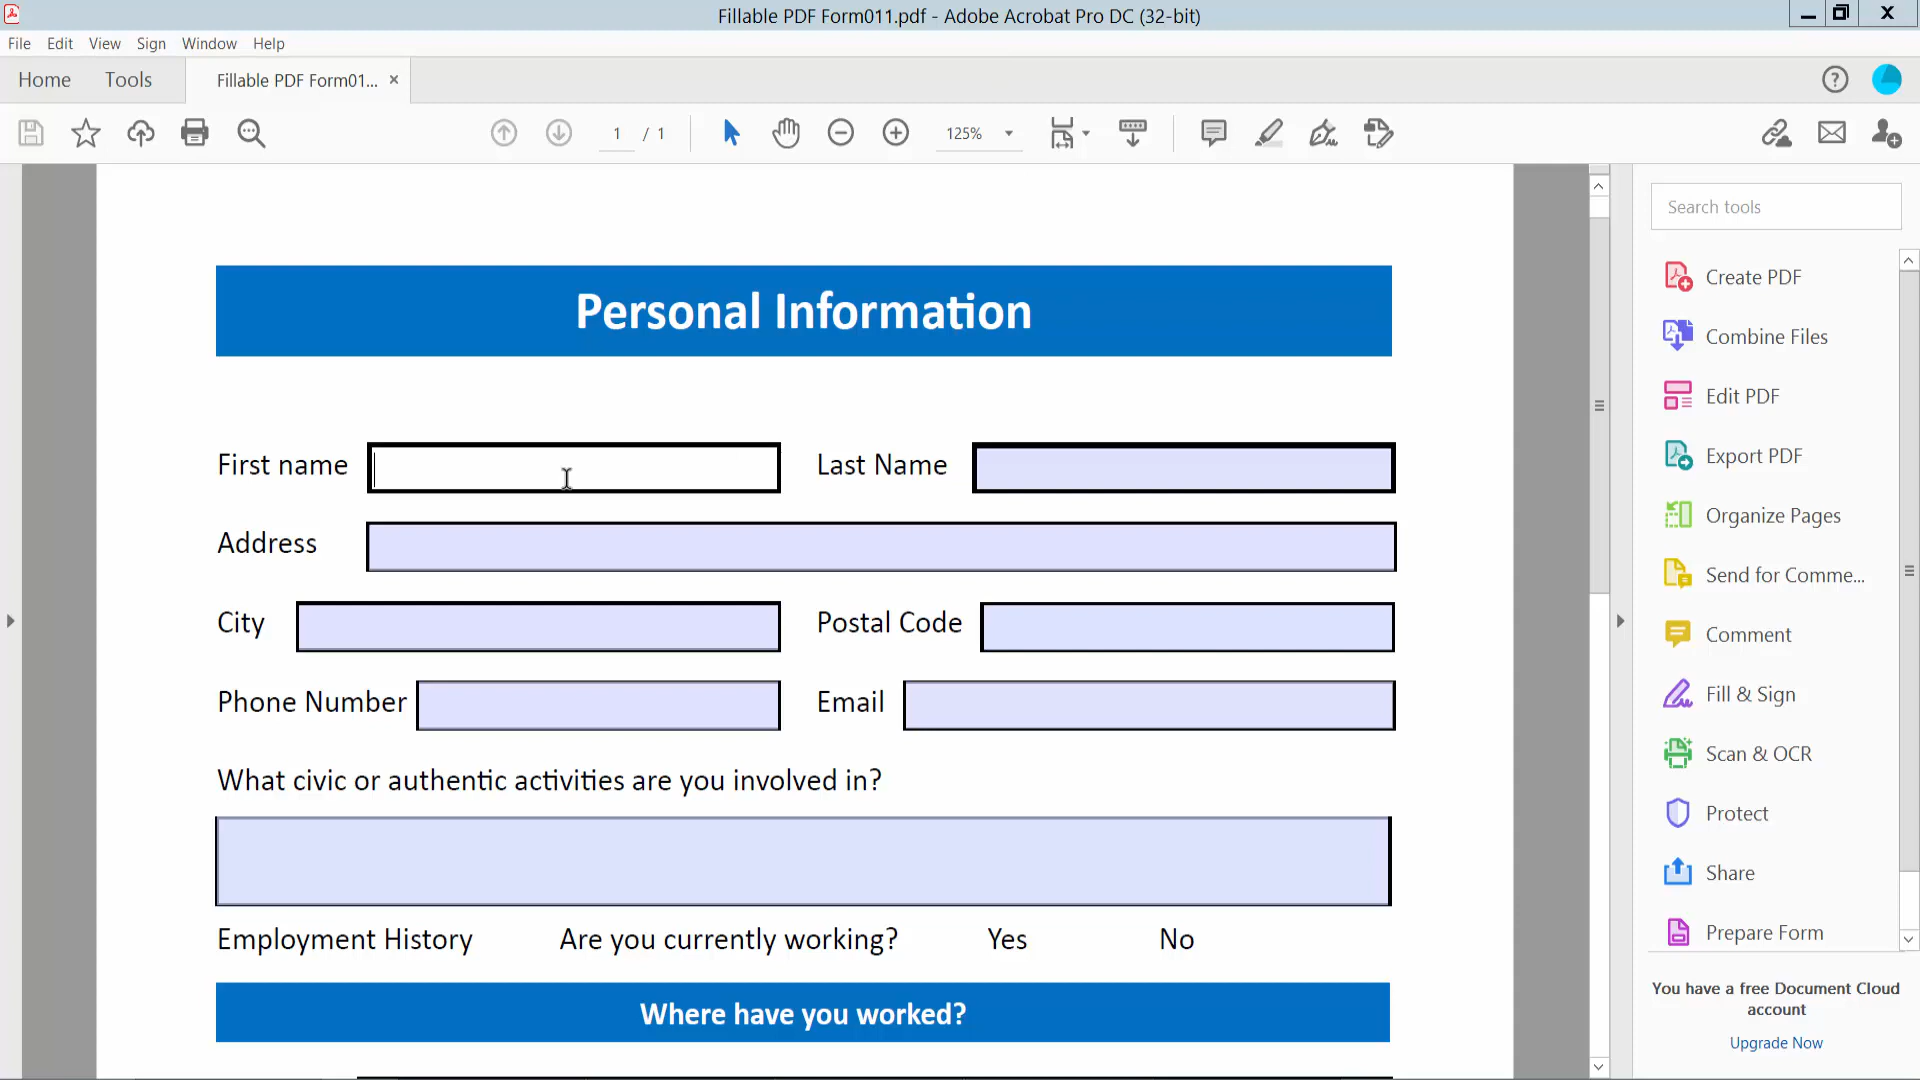 Fillable PDF Form011.pdf - Adobe Acrobat Pro DC (32-bit)
File Edit View Sign Window Help
Home Tools Fillable PDF Form01... ×
1 / 1 125%
Search tools
Create PDF
Combine Files
Edit PDF
Export PDF
Organize Pages
Send for Comme...
Comment
Fill & Sign
Scan & OCR
Protect
Share
Prepare Form
You have a free Document Cloud
account
Upgrade Now
Personal Information
First name Last Name
Address
City Postal Code
Phone Number Email
What civic or authentic activities are you involved in?
Employment History Are you currently working? Yes No
Where have you worked?